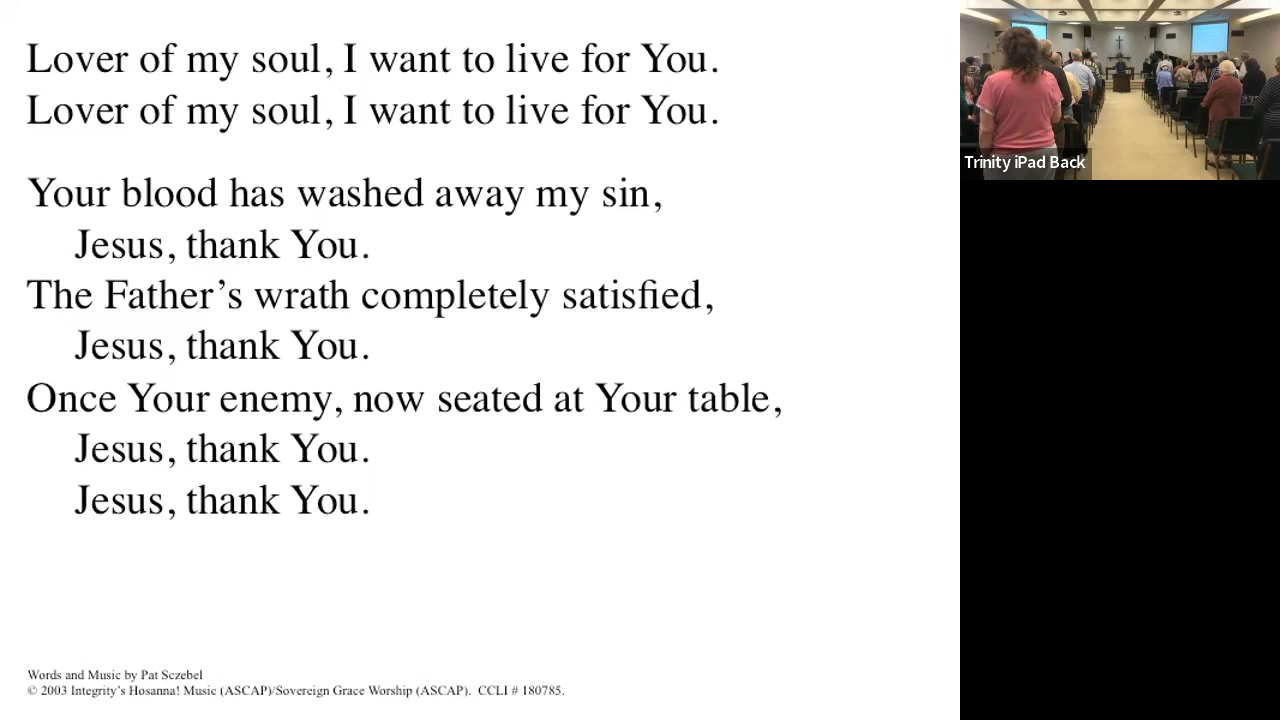 Lover of my soul, I want to live for You.
Lover of my soul, I want to live for You.
Your blood has washed away my sin,
Jesus, thank You.
The Father’s wrath completely satisfied,
Jesus, thank You.
Once Your enemy, now seated at Your table,
Jesus, thank You.
Jesus, thank You.
Words and Music by Pat Sczebel
© 2003 Integrity’s Hosanna! Music (ASCAP)/Sovereign Grace Worship (ASCAP).  CCLI # 180785.
Trinity iPad Back